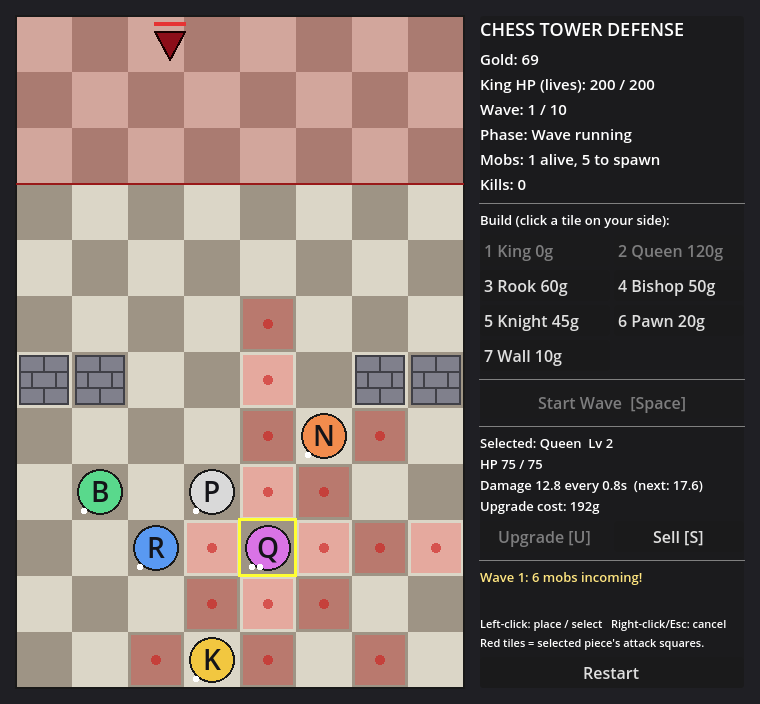 CHESS TOWER DEFENSE
Gold: 69
King HP (lives): 200 / 200
Wave: 1 / 10
Phase: Wave running
Mobs: 1 alive, 5 to spawn
Kills: 0
Build (click a tile on your side):
1 King 0g
2 Queen 120g
3 Rook 60g
4 Bishop 50g
5 Knight 45g
6 Pawn 20g
7 Wall 10g
Start Wave [Space]
N
Selected: Queen Lv 2
HP 75 / 75
B
P
Damage 12.8 every 0.8s (next: 17.6)
Upgrade cost: 192g
R
Q
Upgrade [U]
Sell [S]
Wave 1: 6 mobs incoming!
Left-click: place / select Right-click/Esc: cancel
Red tiles = selected piece's attack squares.
K
Restart